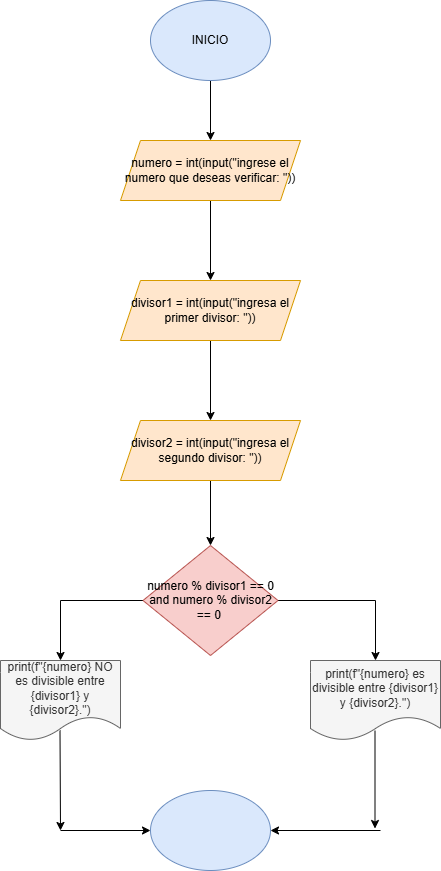 INICIO
numero = int(input("ingrese el
numero que deseas verificar: "))
divisor1 = int(input("ingresa el
primer divisor: "))
divisor2 = int(input("ingresa el
segundo divisor: "))
numero % divisor1 == 0
and numero % divisor2
== 0
print(f"{numero} NO
es divisible entre
{divisor1} y
{divisor2}.")
print(f"{numero} es
divisible entre {divisor1}
y {divisor2}.")